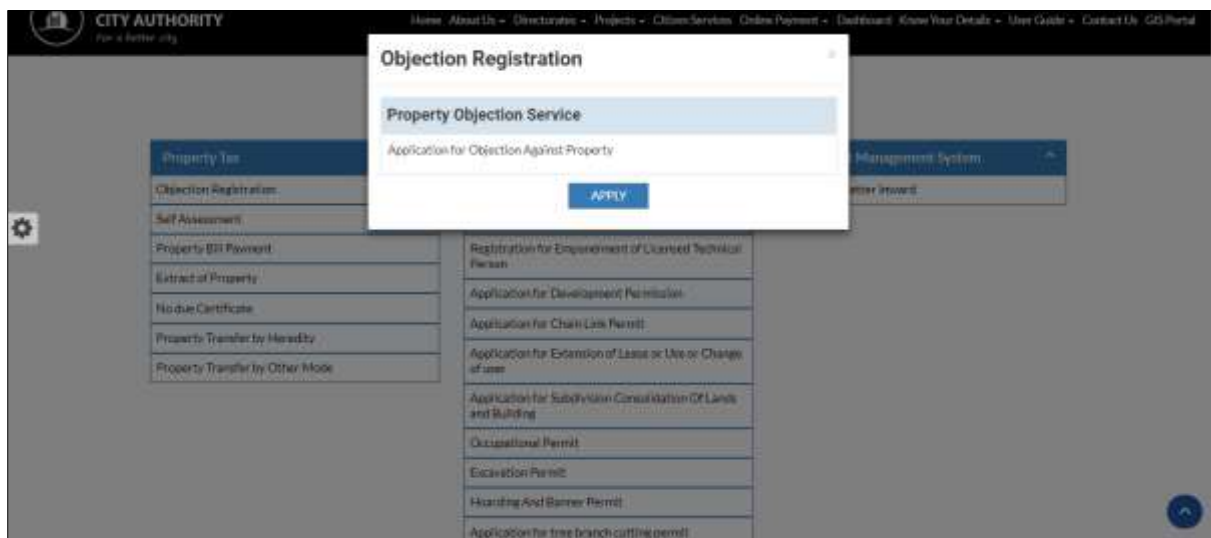 CITY AUTHORITY
For a better city
Home About Us Directorates Projects Citizen Services Online Payment Dashboard Know Your Details User Guide Contact Us GIS Portal
Objection Registration
×
Property Objection Service
Application for Objection Against Property
APPLY
Property Tax
Objection Registration
Self Assessment
Property Bill Payment
Extract of Property
No due Certificate
Property Transfer by Heredity
Property Transfer by Other Mode
Registration for Empanelment of Licensed Technical
Person
Application for Development Permission
Application for Chain Link Permit
Application for Extension of Lease or Use or Change
of user
Application for Subdivision Consolidation Of Lands
and Building
Occupational Permit
Excavation Permit
Hoarding And Banner Permit
Application for tree branch cutting permit
Management System
Inward